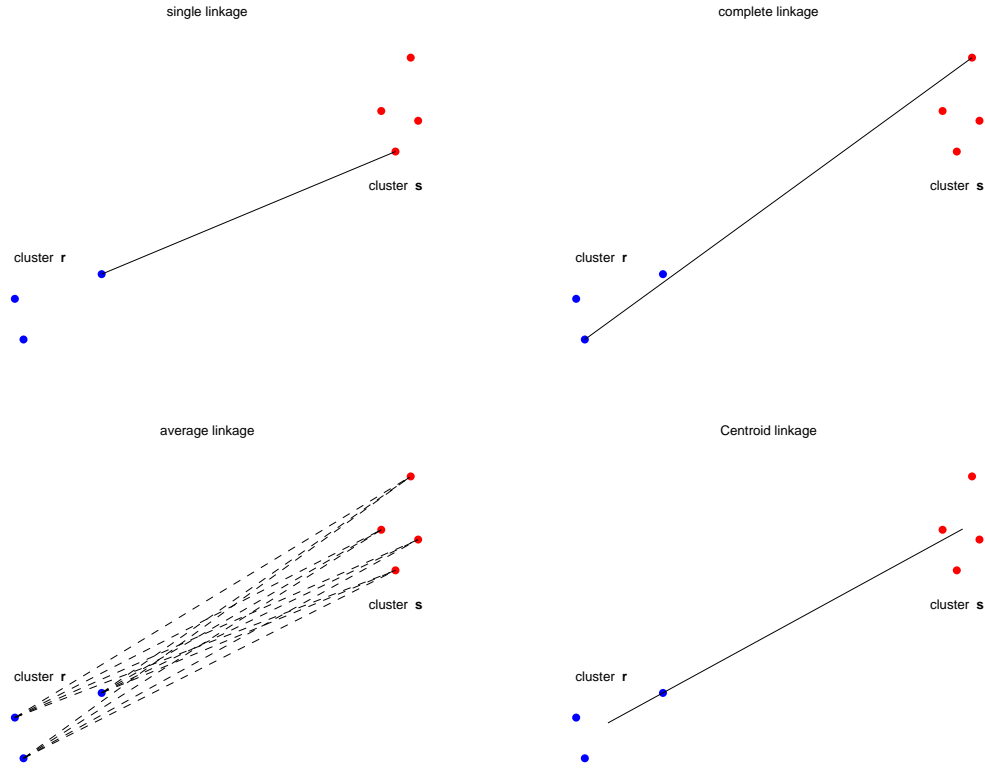 single linkage
cluster s
cluster r
complete linkage
cluster s
cluster r
average linkage
cluster s
cluster r
Centroid linkage
cluster s
cluster r